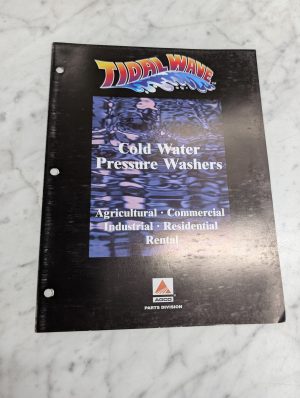 TIDAL WAVE
Cold Water
Pressure Washers
Agricultural · Commercial
Industrial · Residential
Rental
AGCO
PARTS DIVISION